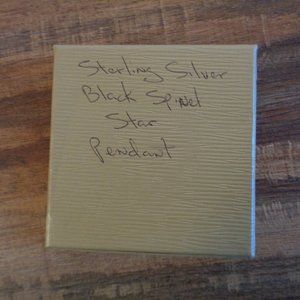 Sterling Silver
Black Spinel
Star
Pendant